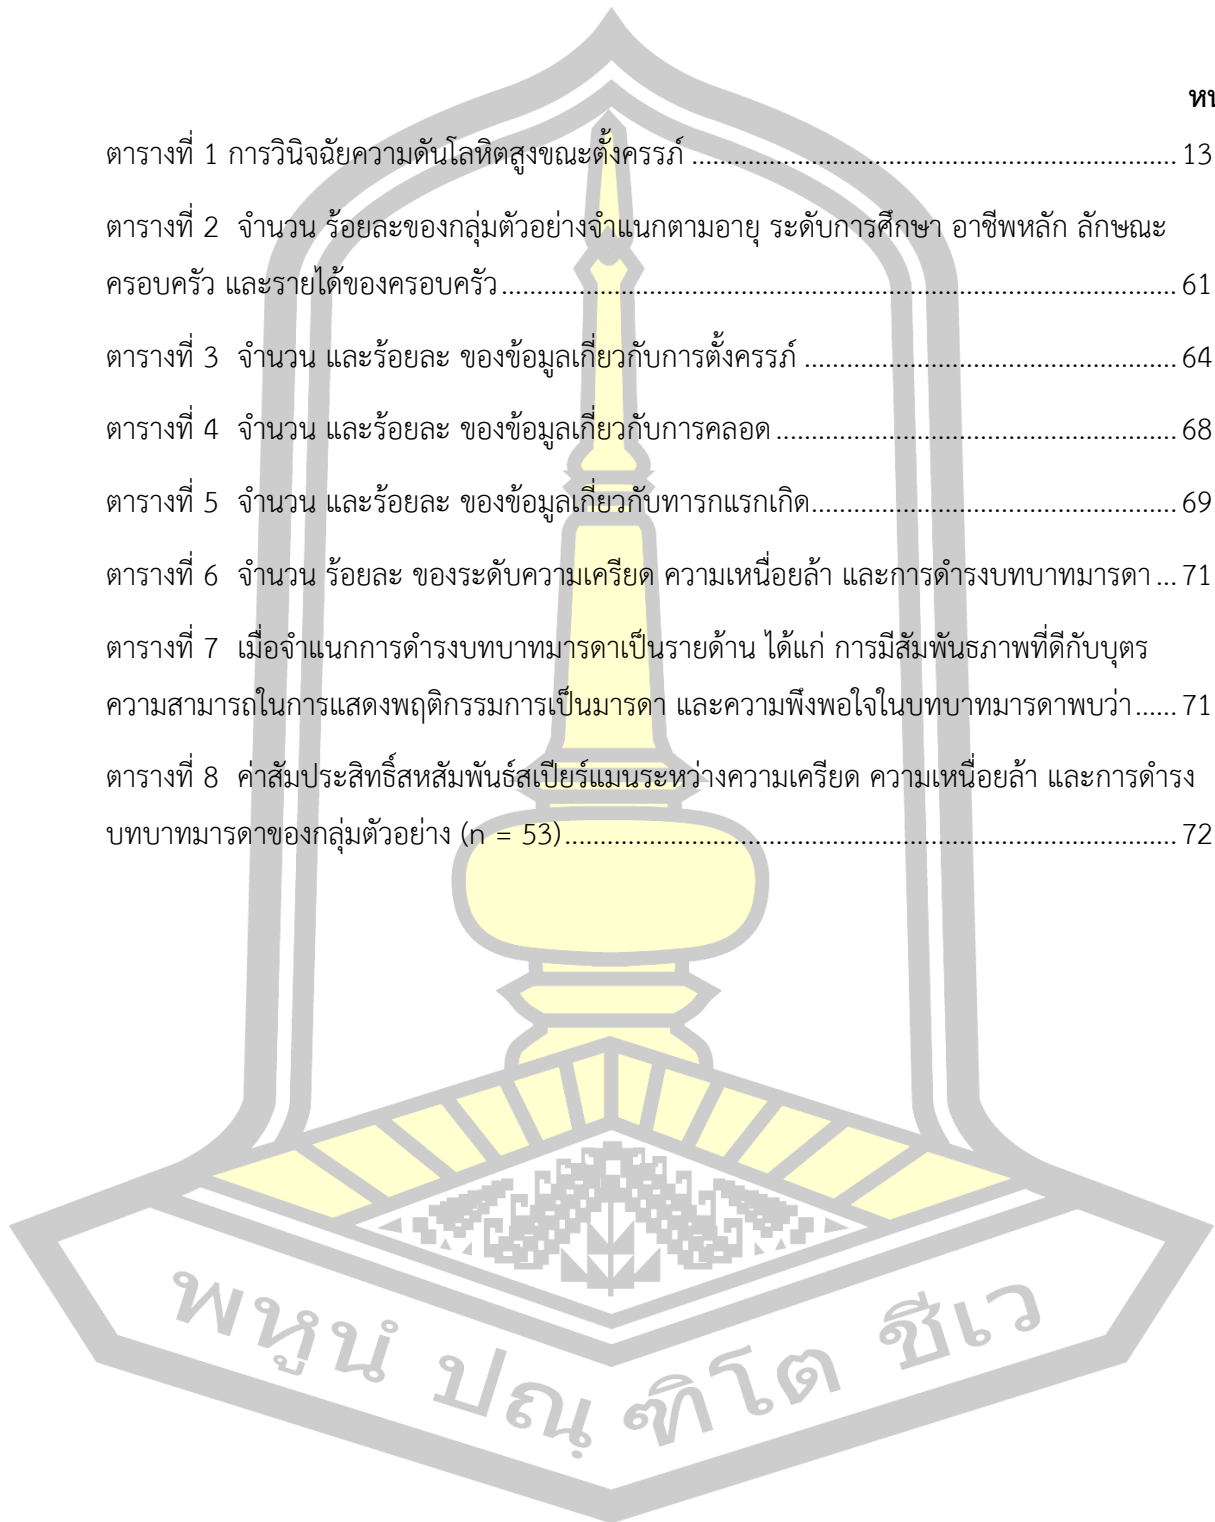 ตารางที่ 1 การวินิจฉัยความดันโลหิตสูงขณะตั้งครรภ์ ..................................................................... 13
ตารางที่ 2  จำนวน ร้อยละของกลุ่มตัวอย่างจำแนกตามอายุ ระดับการศึกษา อาชีพหลัก ลักษณะ
ครอบครัว และรายได้ของครอบครัว ................................................................................................ 61
ตารางที่ 3  จำนวน และร้อยละ ของข้อมูลเกี่ยวกับการตั้งครรภ์ ..................................................... 64
ตารางที่ 4  จำนวน และร้อยละ ของข้อมูลเกี่ยวกับการคลอด ......................................................... 68
ตารางที่ 5  จำนวน และร้อยละ ของข้อมูลเกี่ยวกับทารกแรกเกิด.................................................... 69
ตารางที่ 6  จำนวน ร้อยละ ของระดับความเครียด ความเหนื่อยล้า และการดำรงบทบาทมารดา ... 71
ตารางที่ 7  เมื่อจำแนกการดำรงบทบาทมารดาเป็นรายด้าน ได้แก่ การมีสัมพันธภาพที่ดีกับบุตร
ความสามารถในการแสดงพฤติกรรมการเป็นมารดา และความพึงพอใจในบทบาทมารดาพบว่า ...... 71
ตารางที่ 8  ค่าสัมประสิทธิ์สหสัมพันธ์สเปียร์แมนระหว่างความเครียด ความเหนื่อยล้า และการดำรง
บทบาทมารดาของกลุ่มตัวอย่าง (n = 53)....................................................................................... 72
พหูนํ ปณฺฑิโต ชีเว